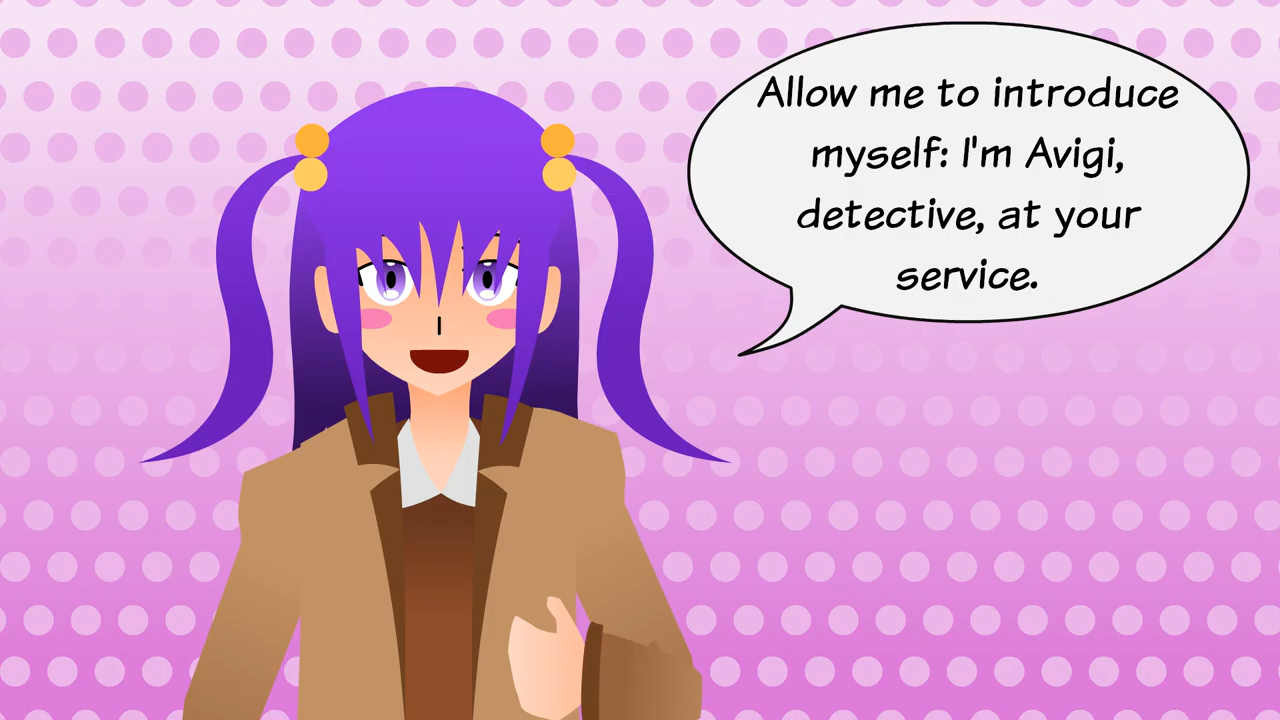 Allow me to introduce
myself: I'm Avigi,
detective, at your
service.